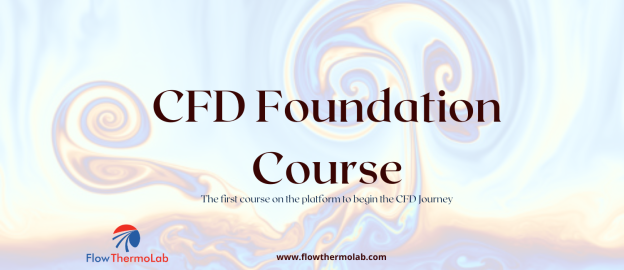 CFD Foundation
Course
The first course on the platform to begin the CFD Journey
FlowThermoLab
www.flowthermolab.com